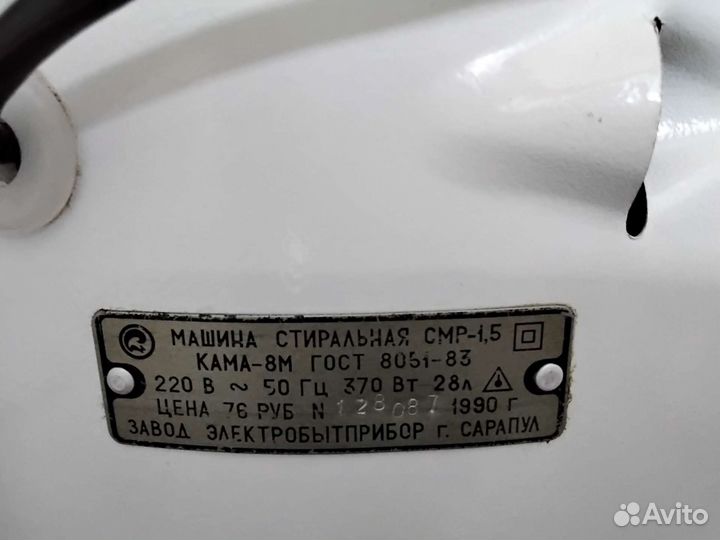 МАШИНА СТИРАЛЬНАЯ СМР-1,5
КАМА-8М ГОСТ 8051-83
220 В ~ 50 ГЦ 370 ВТ 28Л
ЦЕНА 76 РУБ N 128087 1990 Г
ЗАВОД ЭЛЕКТРОБЫТПРИБОР Г. САРАПУЛ
Avito